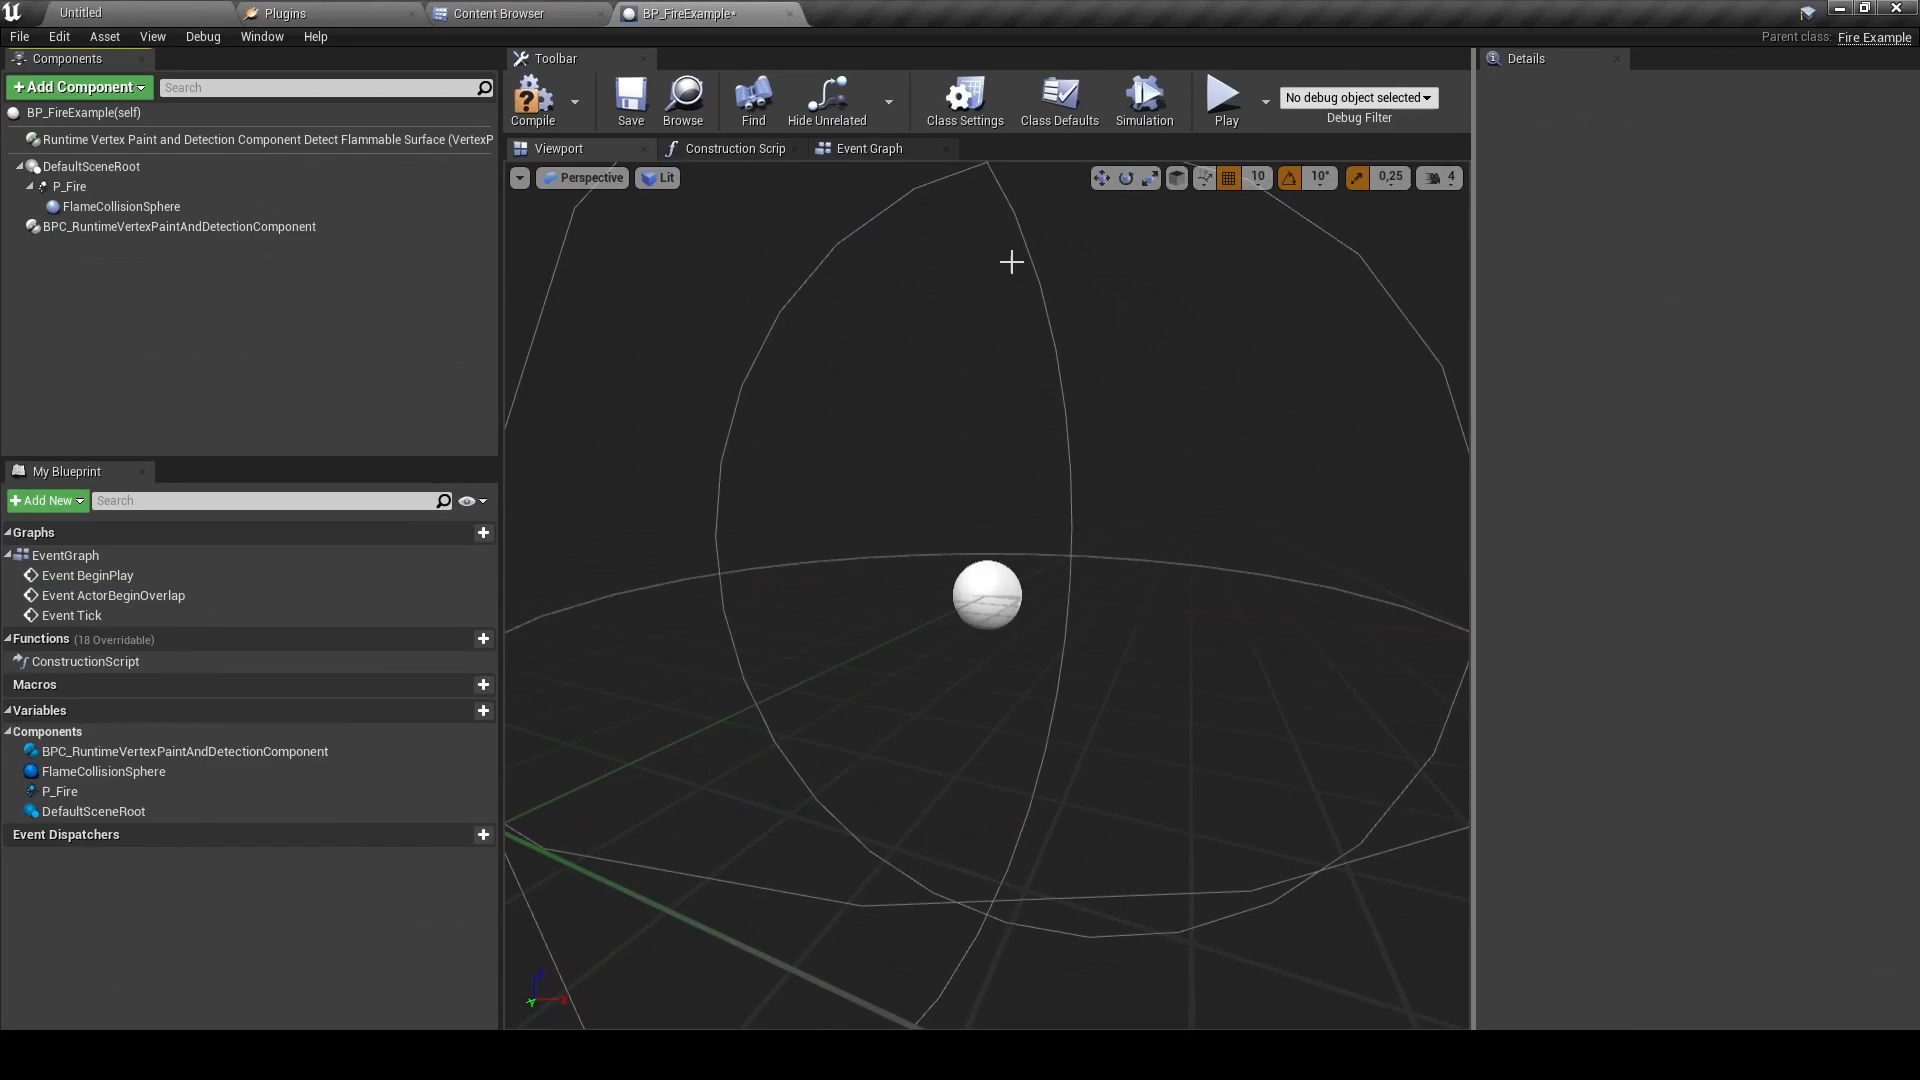 Untitled
Plugins
Content Browser
BP_FireExample*
File Edit Asset View Debug Window Help
Parent class: Fire Example
Components
+Add Component
Search
BP_FireExample(self)
Runtime Vertex Paint and Detection Component Detect Flammable Surface (VertexP
DefaultSceneRoot
P_Fire
FlameCollisionSphere
BPC_RuntimeVertexPaintAndDetectionComponent
My Blueprint
+Add New
Search
Graphs
EventGraph
Event BeginPlay
Event ActorBeginOverlap
Event Tick
Functions (18 Overridable)
ConstructionScript
Macros
Variables
Components
BPC_RuntimeVertexPaintAndDetectionComponent
FlameCollisionSphere
P_Fire
DefaultSceneRoot
Event Dispatchers
Toolbar
Compile
Save
Browse
Find
Hide Unrelated
Class Settings
Class Defaults
Simulation
Play
No debug object selected
Debug Filter
Viewport
Construction Scrip
Event Graph
Perspective
Lit
10
10°
0,25
4
Z
Y
X
Details